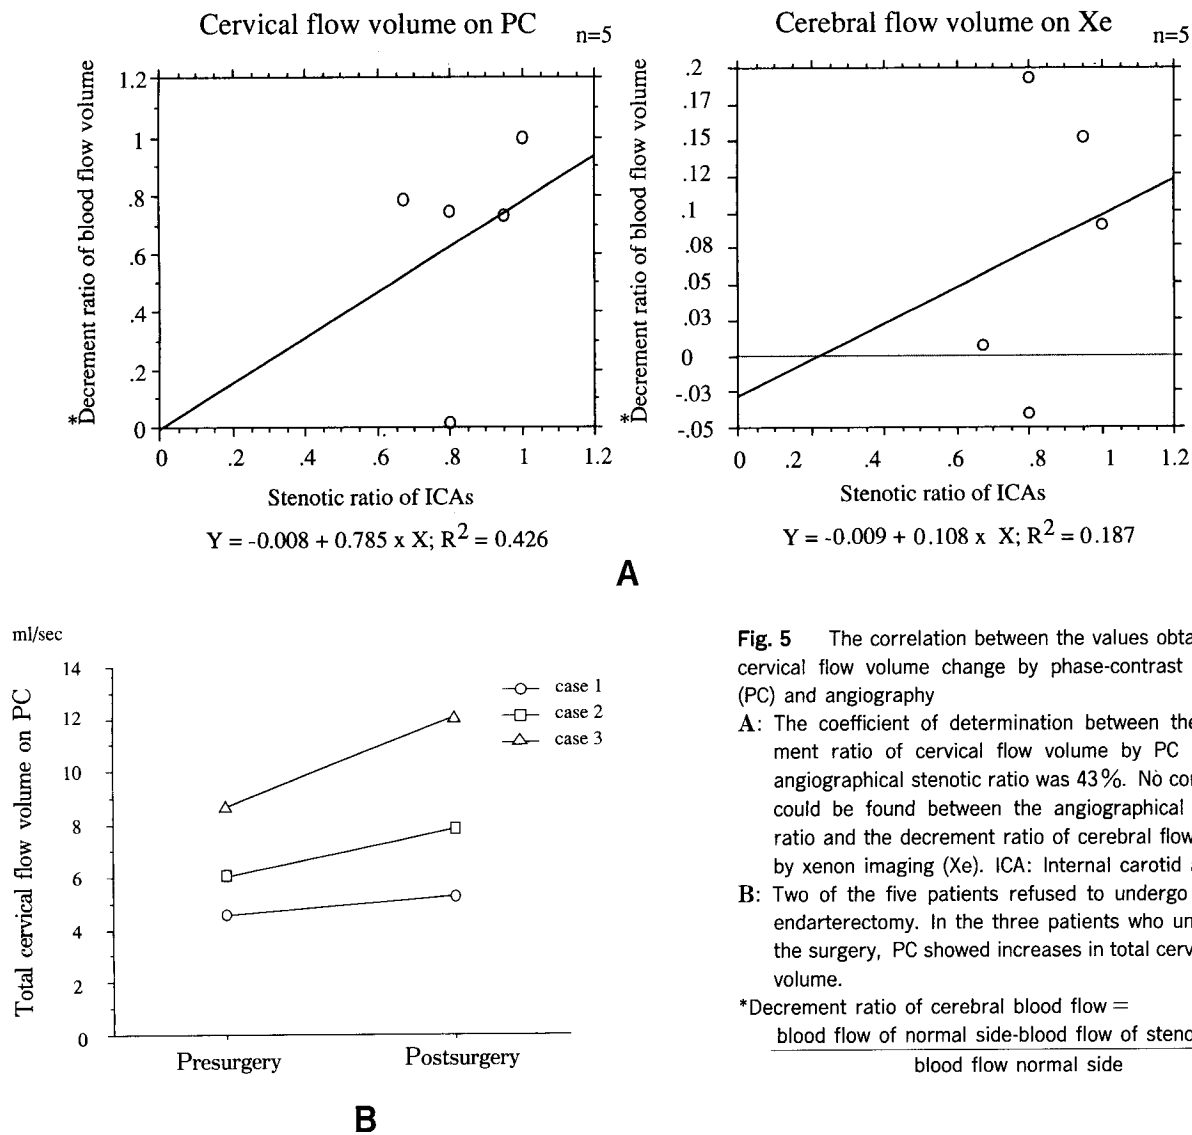 Cervical flow volume on PC
n=5
*Decrement ratio of blood flow volume
1.2
1
.8
.6
.4
.2
0
0 .2 .4 .6 .8 1 1.2
Stenotic ratio of ICAs
Y = -0.008 + 0.785 x X; R² = 0.426
Cerebral flow volume on Xe
n=5
*Decrement ratio of blood flow volume
.2
.17
.15
.12
.1
.08
.05
.03
0
-.03
-.05
0 .2 .4 .6 .8 1 1.2
Stenotic ratio of ICAs
Y = -0.009 + 0.108 x X; R² = 0.187
A
ml/sec
Total cervical flow volume on PC
14
12
10
8
6
4
2
0
case 1
case 2
case 3
Presurgery Postsurgery
B
Fig. 5 The correlation between the values obta
cervical flow volume change by phase-contrast
(PC) and angiography
A: The coefficient of determination between the
ment ratio of cervical flow volume by PC
angiographical stenotic ratio was 43%. No cor
could be found between the angiographical
ratio and the decrement ratio of cerebral flow
by xenon imaging (Xe). ICA: Internal carotid
B: Two of the five patients refused to undergo
endarterectomy. In the three patients who un
the surgery, PC showed increases in total cerv
volume.
*Decrement ratio of cerebral blood flow =
blood flow of normal side-blood flow of steno
blood flow normal side